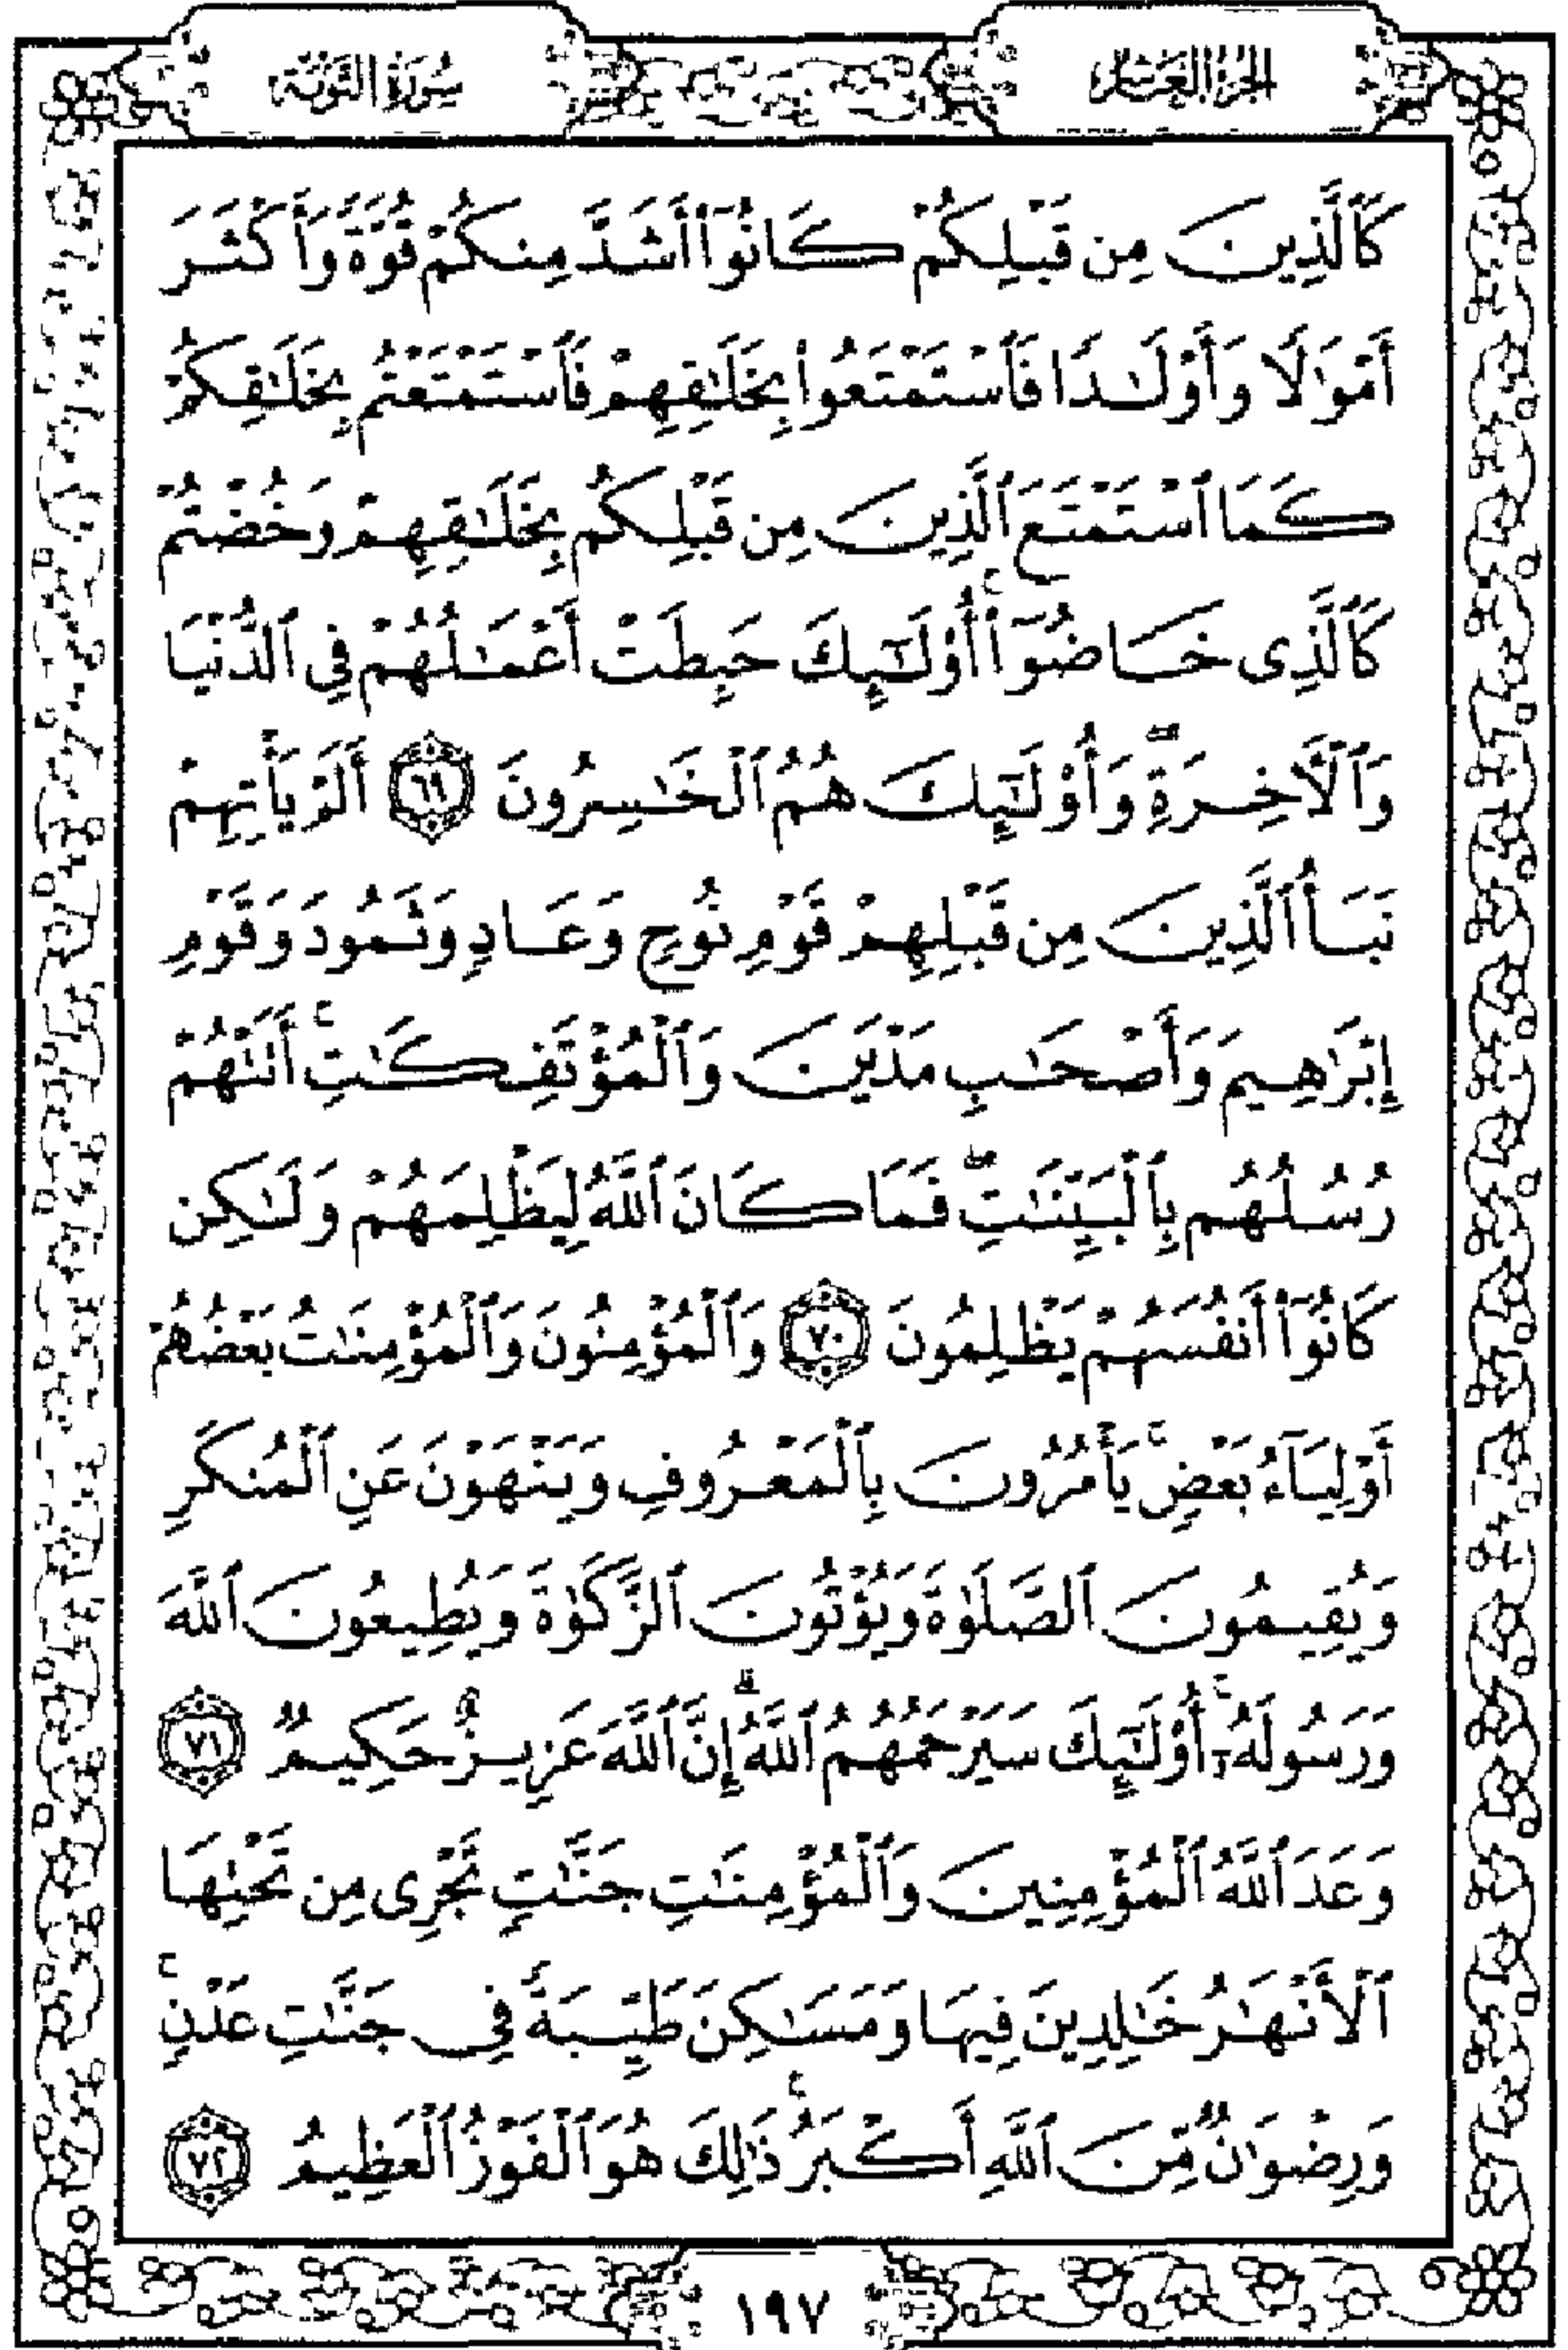 الجزء العاشر
سورة التوبة
كَٱلَّذِينَ مِن قَبْلِكُمْ كَانُوٓا۟ أَشَدَّ مِنكُمْ قُوَّةً وَأَكْثَرَ
أَمْوَٰلًا وَأَوْلَـٰدًا فَٱسْتَمْتَعُوا۟ بِخَلَـٰقِهِمْ فَٱسْتَمْتَعْتُم بِخَلَـٰقِكُمْ
كَمَا ٱسْتَمْتَعَ ٱلَّذِينَ مِن قَبْلِكُم بِخَلَـٰقِهِمْ وَخُضْتُمْ
كَٱلَّذِى خَاضُوٓا۟ ۚ أُو۟لَـٰٓئِكَ حَبِطَتْ أَعْمَـٰلُهُمْ فِى ٱلدُّنْيَا
وَٱلْـَٔاخِرَةِ ۖ وَأُو۟لَـٰٓئِكَ هُمُ ٱلْخَـٰسِرُونَ ٦٩ أَلَمْ يَأْتِهِمْ
نَبَأُ ٱلَّذِينَ مِن قَبْلِهِمْ قَوْمِ نُوحٍ وَعَادٍ وَثَمُودَ وَقَوْمِ
إِبْرَٰهِيمَ وَأَصْحَـٰبِ مَدْيَنَ وَٱلْمُؤْتَفِكَـٰتِ ۚ أَتَتْهُمْ
رُسُلُهُم بِٱلْبَيِّنَـٰتِ ۖ فَمَا كَانَ ٱللَّهُ لِيَظْلِمَهُمْ وَلَـٰكِن
كَانُوٓا۟ أَنفُسَهُمْ يَظْلِمُونَ ٧٠ وَٱلْمُؤْمِنُونَ وَٱلْمُؤْمِنَـٰتُ بَعْضُهُمْ
أَوْلِيَآءُ بَعْضٍ ۚ يَأْمُرُونَ بِٱلْمَعْرُوفِ وَيَنْهَوْنَ عَنِ ٱلْمُنكَرِ
وَيُقِيمُونَ ٱلصَّلَوٰةَ وَيُؤْتُونَ ٱلزَّكَوٰةَ وَيُطِيعُونَ ٱللَّهَ
وَرَسُولَهُۥٓ ۚ أُو۟لَـٰٓئِكَ سَيَرْحَمُهُمُ ٱللَّهُ ۗ إِنَّ ٱللَّهَ عَزِيزٌ حَكِيمٌ ٧١
وَعَدَ ٱللَّهُ ٱلْمُؤْمِنِينَ وَٱلْمُؤْمِنَـٰتِ جَنَّـٰتٍ تَجْرِى مِن تَحْتِهَا
ٱلْأَنْهَـٰرُ خَـٰلِدِينَ فِيهَا وَمَسَـٰكِنَ طَيِّبَةً فِى جَنَّـٰتِ عَدْنٍ ۚ
وَرِضْوَٰنٌ مِّنَ ٱللَّهِ أَكْبَرُ ۚ ذَٰلِكَ هُوَ ٱلْفَوْزُ ٱلْعَظِيمُ ٧٢
١٩٧